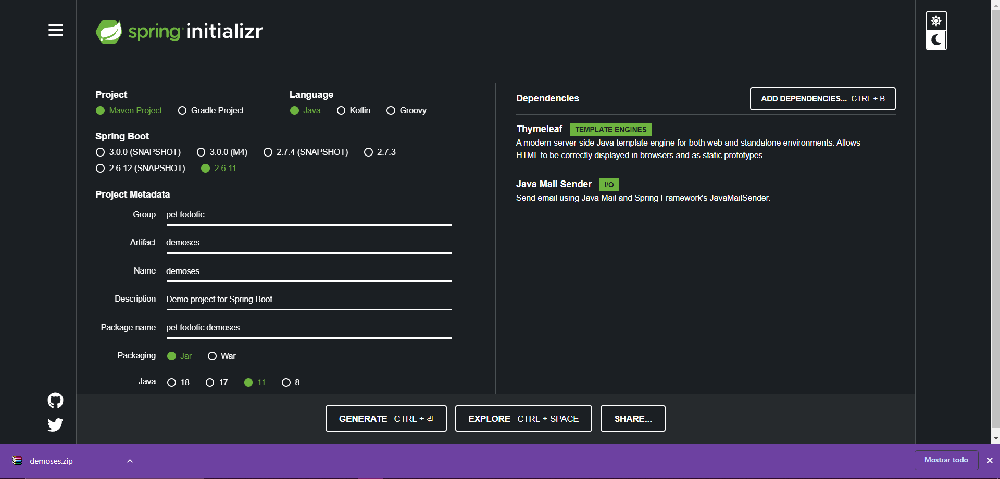 spring initializr
Project
Maven Project
Gradle Project
Language
Java
Kotlin
Groovy
Spring Boot
3.0.0 (SNAPSHOT)
3.0.0 (M4)
2.7.4 (SNAPSHOT)
2.7.3
2.6.12 (SNAPSHOT)
2.6.11
Project Metadata
Group
pet.todotic
Artifact
demoses
Name
demoses
Description
Demo project for Spring Boot
Package name
pet.todotic.demoses
Packaging
Jar
War
Java
18
17
11
8
Dependencies
ADD DEPENDENCIES... CTRL + B
Thymeleaf TEMPLATE ENGINES
A modern server-side Java template engine for both web and standalone environments. Allows
HTML to be correctly displayed in browsers and as static prototypes.
Java Mail Sender I/O
Send email using Java Mail and Spring Framework's JavaMailSender.
GENERATE CTRL + ⏎
EXPLORE CTRL + SPACE
SHARE...
demoses.zip
Mostrar todo